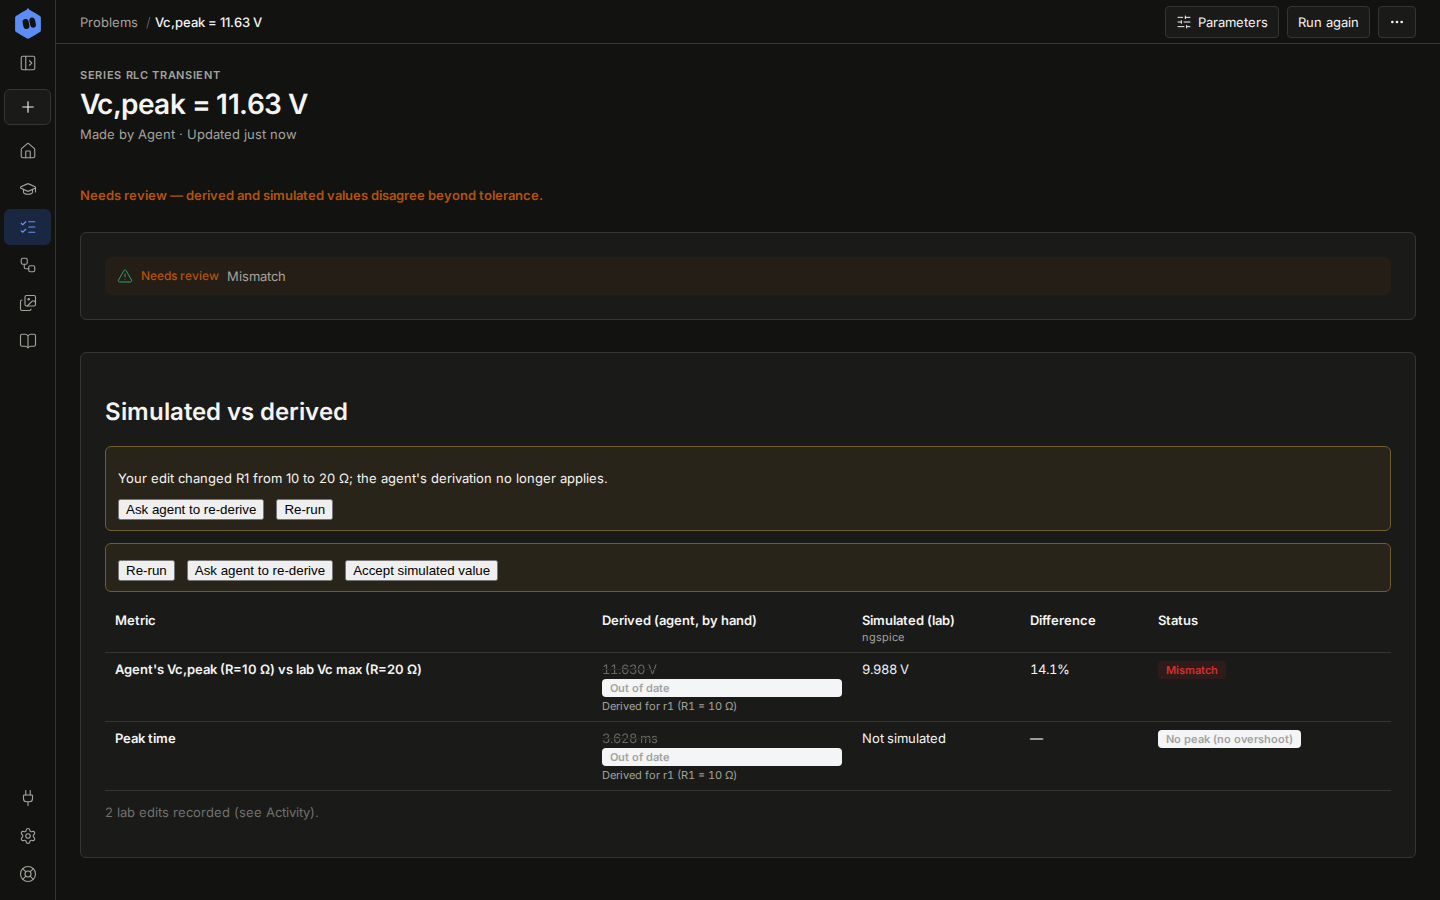 Problems / Vc,peak = 11.63 V
Parameters
Run again
SERIES RLC TRANSIENT
Vc,peak = 11.63 V
Made by Agent · Updated just now
Needs review — derived and simulated values disagree beyond tolerance.
Needs review Mismatch
Simulated vs derived
Your edit changed R1 from 10 to 20 Ω; the agent's derivation no longer applies.
Ask agent to re-derive Re-run
Re-run Ask agent to re-derive Accept simulated value
Metric Derived (agent, by hand) Simulated (lab) Difference Status
ngspice
Agent's Vc,peak (R=10 Ω) vs lab Vc max (R=20 Ω) 11.630 V 9.988 V 14.1% Mismatch
Out of date
Derived for r1 (R1 = 10 Ω)
Peak time 3.628 ms Not simulated — No peak (no overshoot)
Out of date
Derived for r1 (R1 = 10 Ω)
2 lab edits recorded (see Activity).